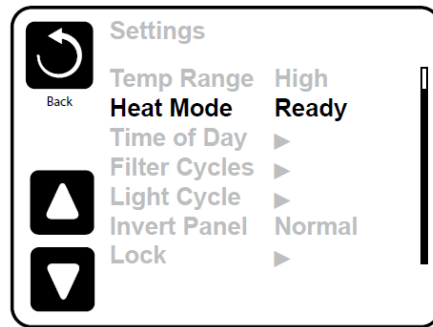 Settings
Back
Temp Range High
Heat Mode Ready
Time of Day ▶
Filter Cycles ▶
Light Cycle ▶
Invert Panel Normal
Lock ▶